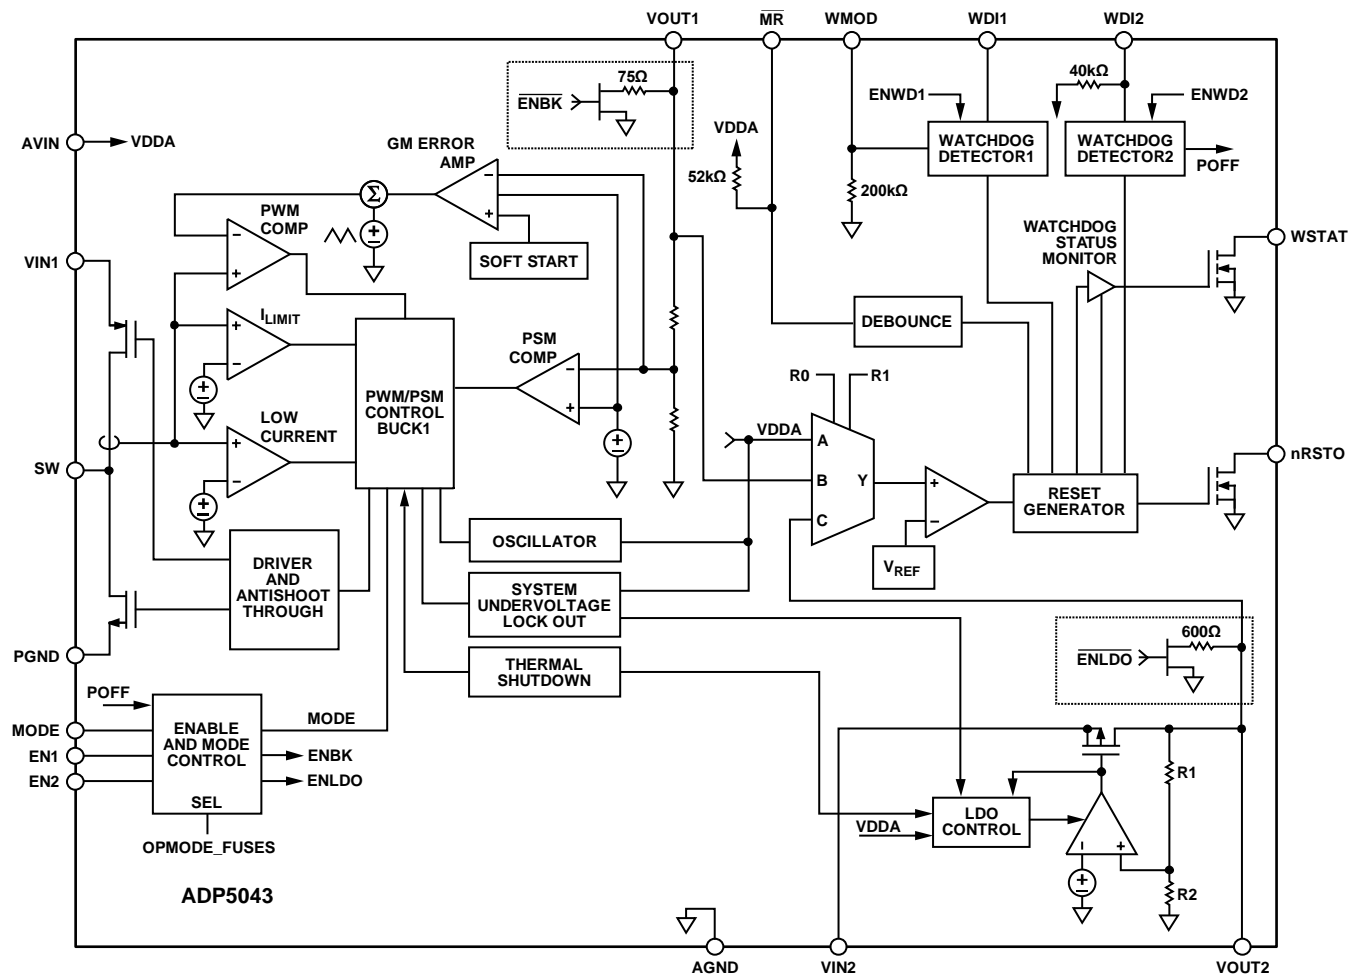 VOUT1
MR
WMOD
WDI1
WDI2
75Ω
ENBK
40kΩ
ENWD1
ENWD2
AVIN
VDDA
GM ERROR
AMP
VDDA
WATCHDOG
DETECTOR1
WATCHDOG
DETECTOR2
POFF
52kΩ
200kΩ
Σ
PWM
COMP
SOFT START
WATCHDOG
STATUS
MONITOR
WSTAT
VIN1
ILIMIT
PSM
COMP
DEBOUNCE
R0
R1
PWM/PSM
CONTROL
BUCK1
LOW
CURRENT
VDDA
A
B
C
Y
SW
nRSTO
RESET
GENERATOR
OSCILLATOR
VREF
DRIVER
AND
ANTISHOOT
THROUGH
SYSTEM
UNDERVOLTAGE
LOCK OUT
600Ω
ENLDO
PGND
THERMAL
SHUTDOWN
POFF
MODE
EN1
EN2
ENABLE
AND MODE
CONTROL
SEL
MODE
ENBK
ENLDO
OPMODE_FUSES
R1
LDO
CONTROL
VDDA
R2
ADP5043
AGND
VIN2
VOUT2